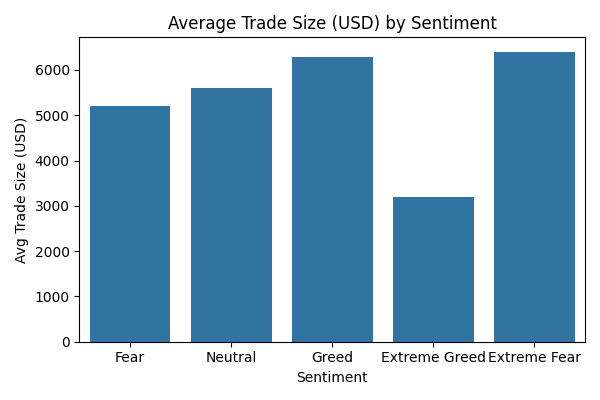 Average Trade Size (USD) by Sentiment
Avg Trade Size (USD)
6000
5000
4000
3000
2000
1000
0
Fear Neutral Greed Extreme Greed Extreme Fear
Sentiment